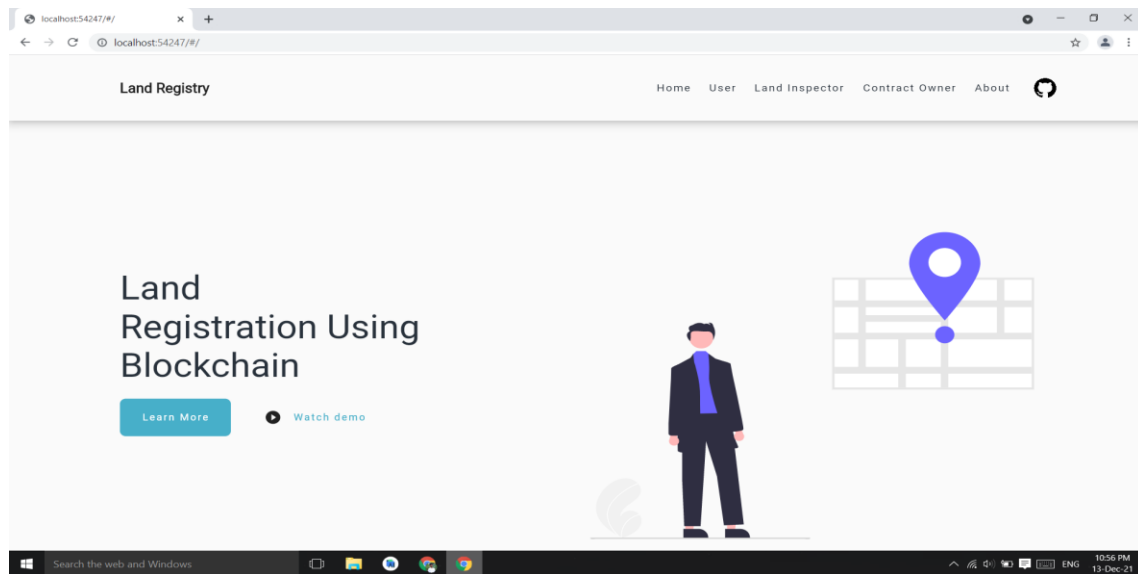 localhost:54247/#/
localhost:54247/#/
Land Registry
Home User Land Inspector Contract Owner About
Land
Registration Using
Blockchain
Learn More Watch demo
Search the web and Windows
ENG
10:56 PM
13-Dec-21